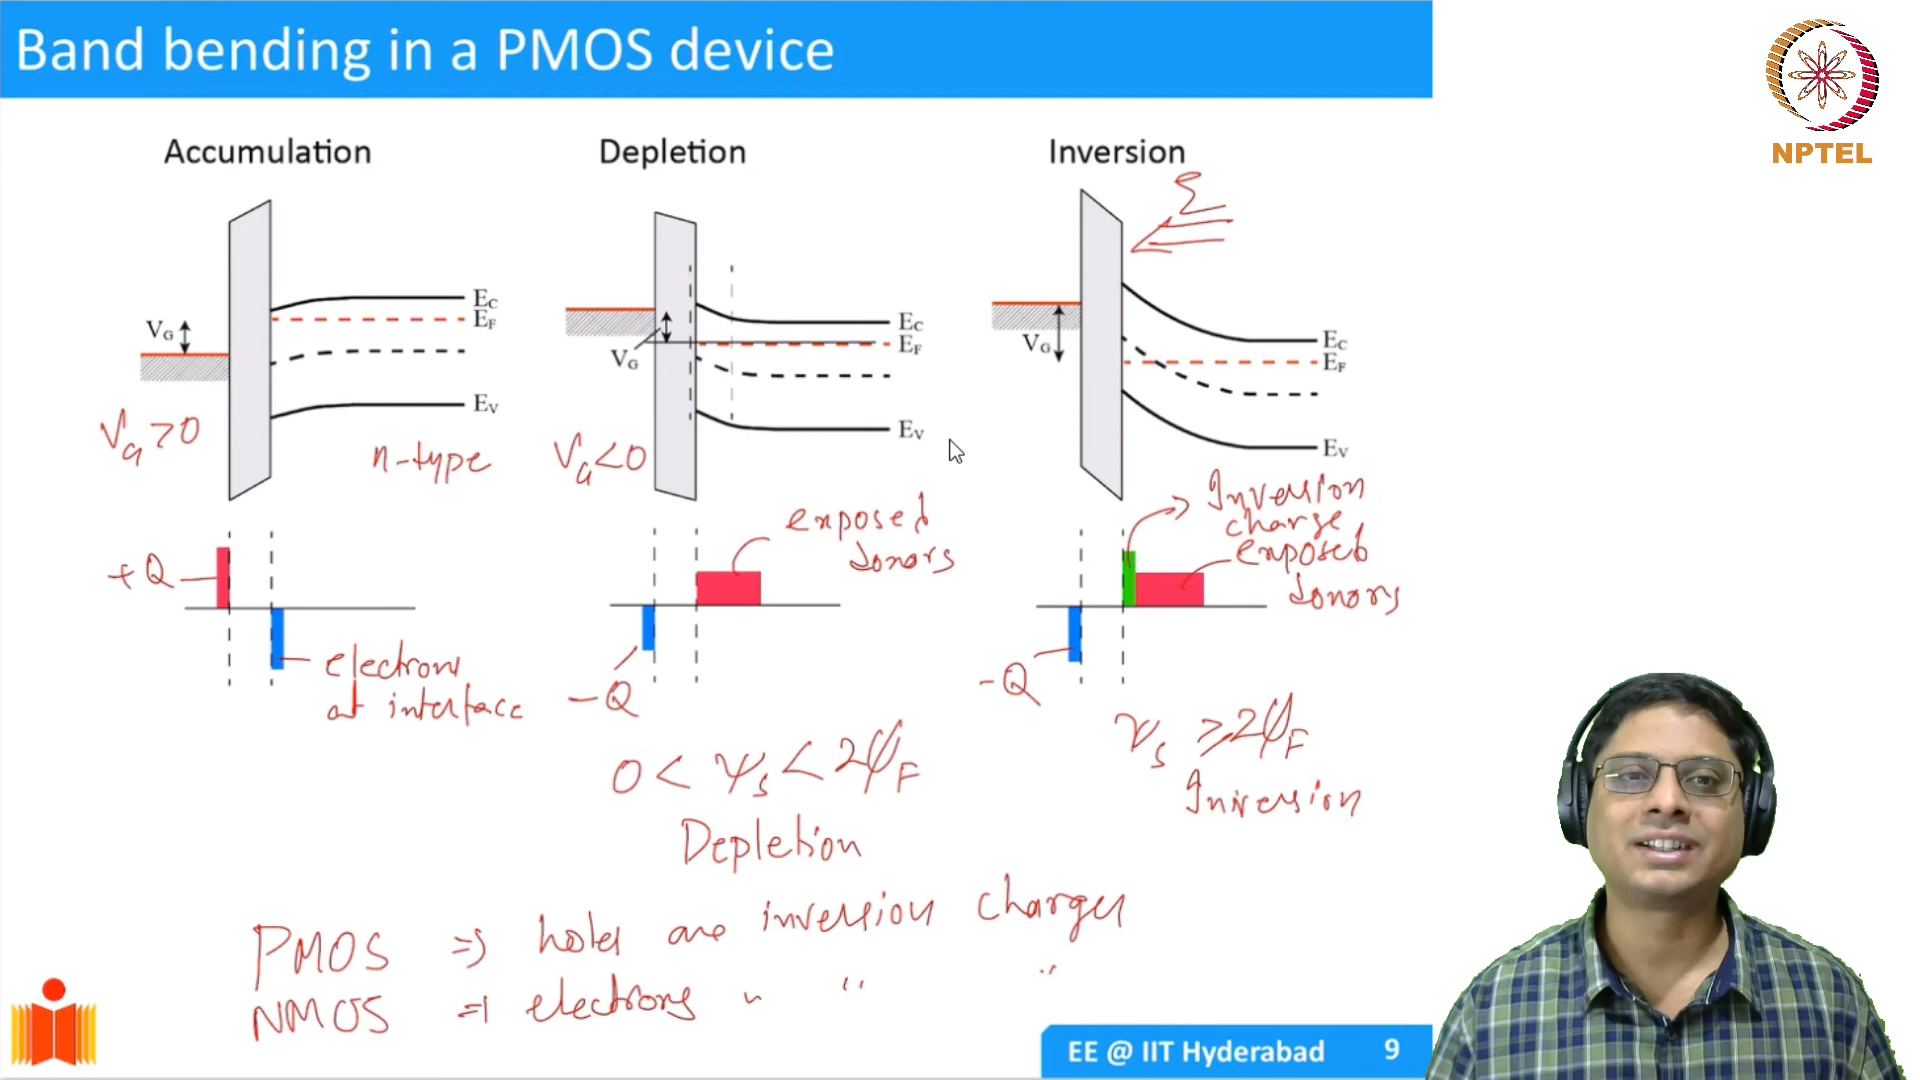 Band bending in a PMOS device
NPTEL
Accumulation
Depletion
Inversion
Ɛ
VG
EC
EF
EV
VG>0
n-type
VG
EC
EF
EV
VG<0
VG
EC
EF
EV
+Q
electrons
at interface
exposed
donors
-Q
Inversion
charge
exposed
donors
-Q
0 < ψs < 2ψF
Depletion
ψs ≥ 2ψF
Inversion
PMOS => holes are inversion charges
NMOS => electrons " " "
EE @ IIT Hyderabad 9